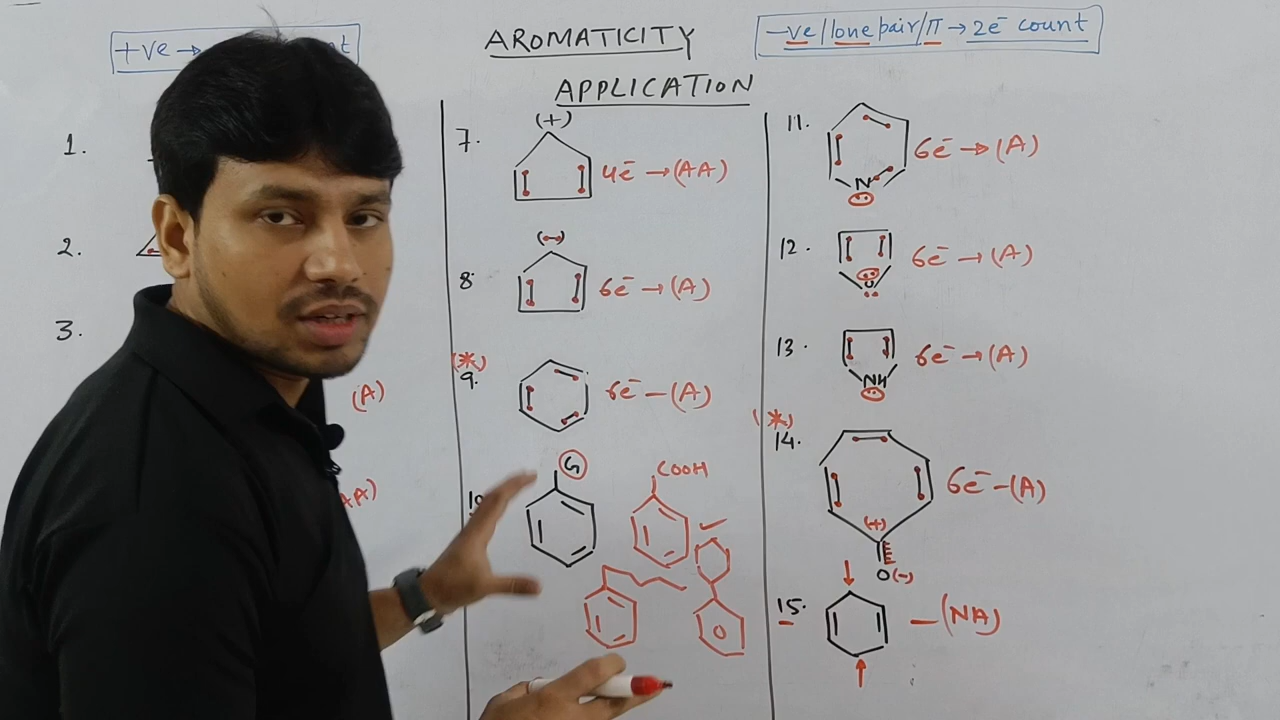 AROMATICITY
APPLICATION
+ve →
-ve/lone pair/π → 2e⁻ count
1.
2.
3.
(A)
7.
(+)
4e⁻ → (AA)
8.
(-)
6e⁻ → (A)
(*)
9.
6e⁻ — (A)
G
COOH
11.
N
6e⁻ → (A)
12.
O
6e⁻ → (A)
13.
NH
6e⁻ → (A)
(*)
14.
6e⁻ — (A)
(+)
O(-)
15.
— (NA)